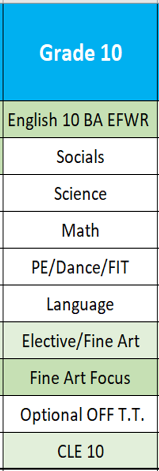 Grade 10
English 10 BA EFWR
Socials
Science
Math
PE/Dance/FIT
Language
Elective/Fine Art
Fine Art Focus
Optional OFF T.T.
CLE 10